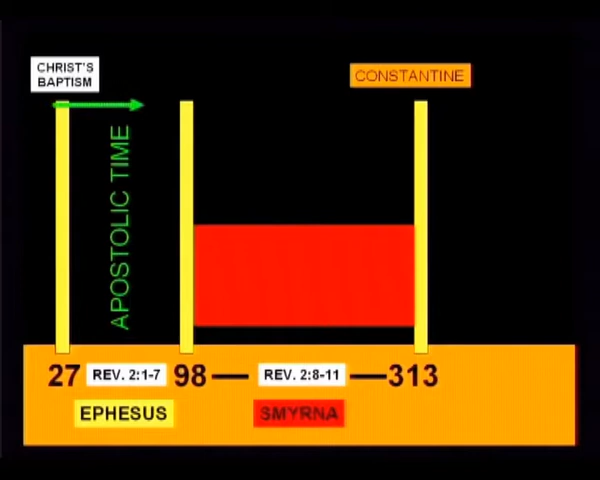 CHRIST'S
BAPTISM
CONSTANTINE
APOSTOLIC TIME
27 REV. 2:1-7 98 — REV. 2:8-11 — 313
EPHESUS SMYRNA